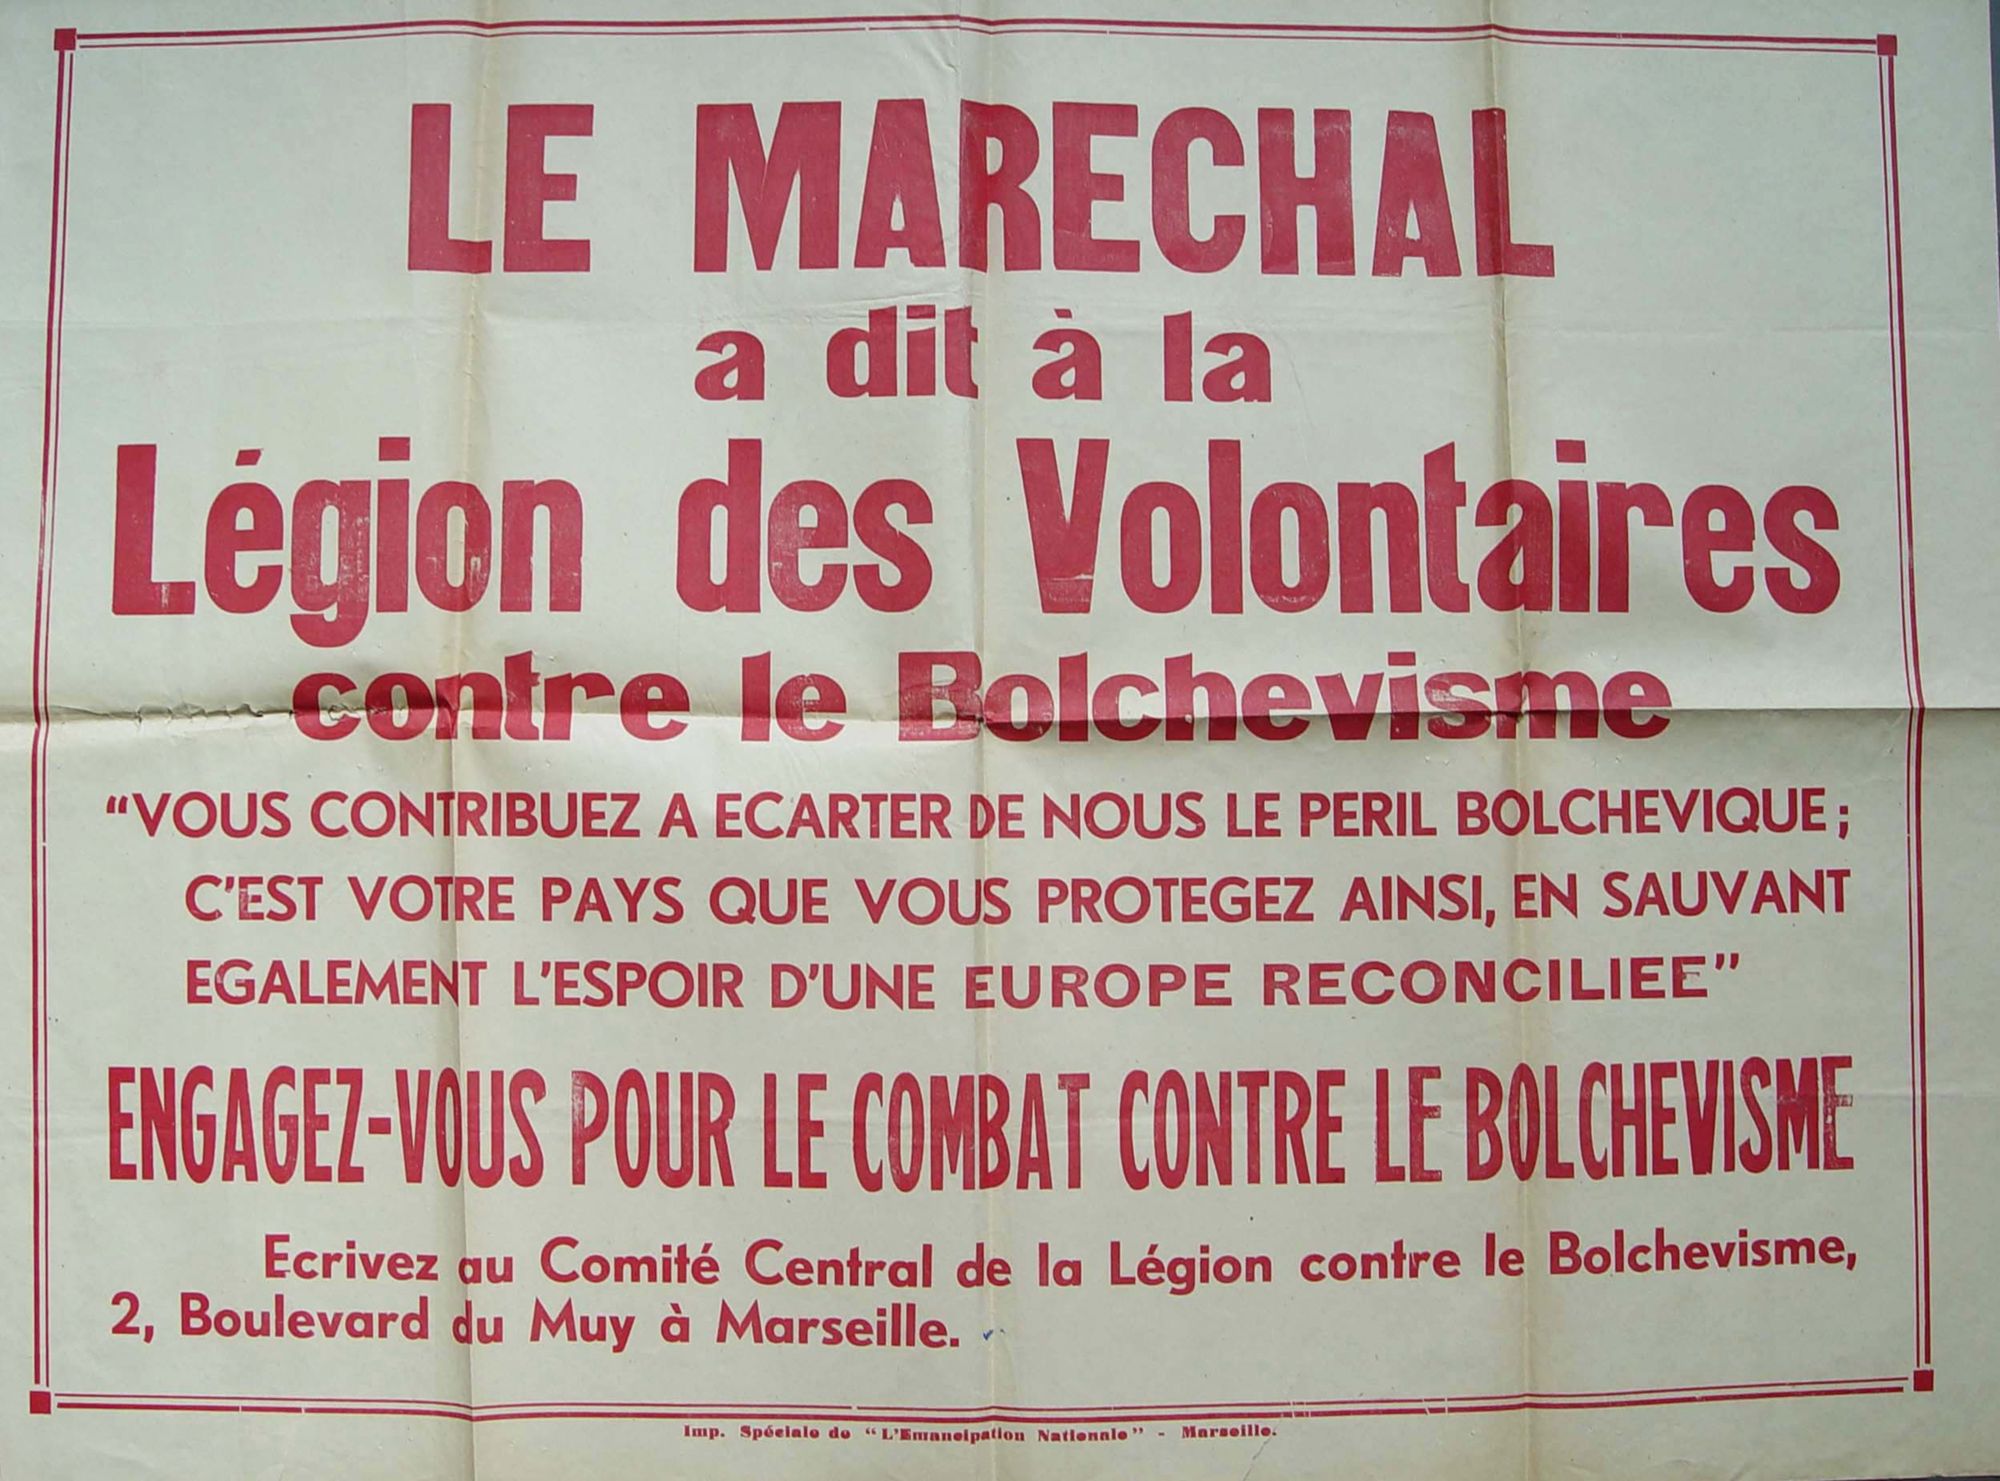 LE MARECHAL
a dit à la
Légion des Volontaires
contre le Bolchevisme
“VOUS CONTRIBUEZ A ECARTER DE NOUS LE PERIL BOLCHEVIQUE ;
C'EST VOTRE PAYS QUE VOUS PROTEGEZ AINSI, EN SAUVANT
EGALEMENT L'ESPOIR D'UNE EUROPE RECONCILIEE”
ENGAGEZ-VOUS POUR LE COMBAT CONTRE LE BOLCHEVISME
Ecrivez au Comité Central de la Légion contre le Bolchevisme,
2, Boulevard du Muy à Marseille.
Imp. Spéciale de “ L'Emancipation Nationale ” - Marseille.